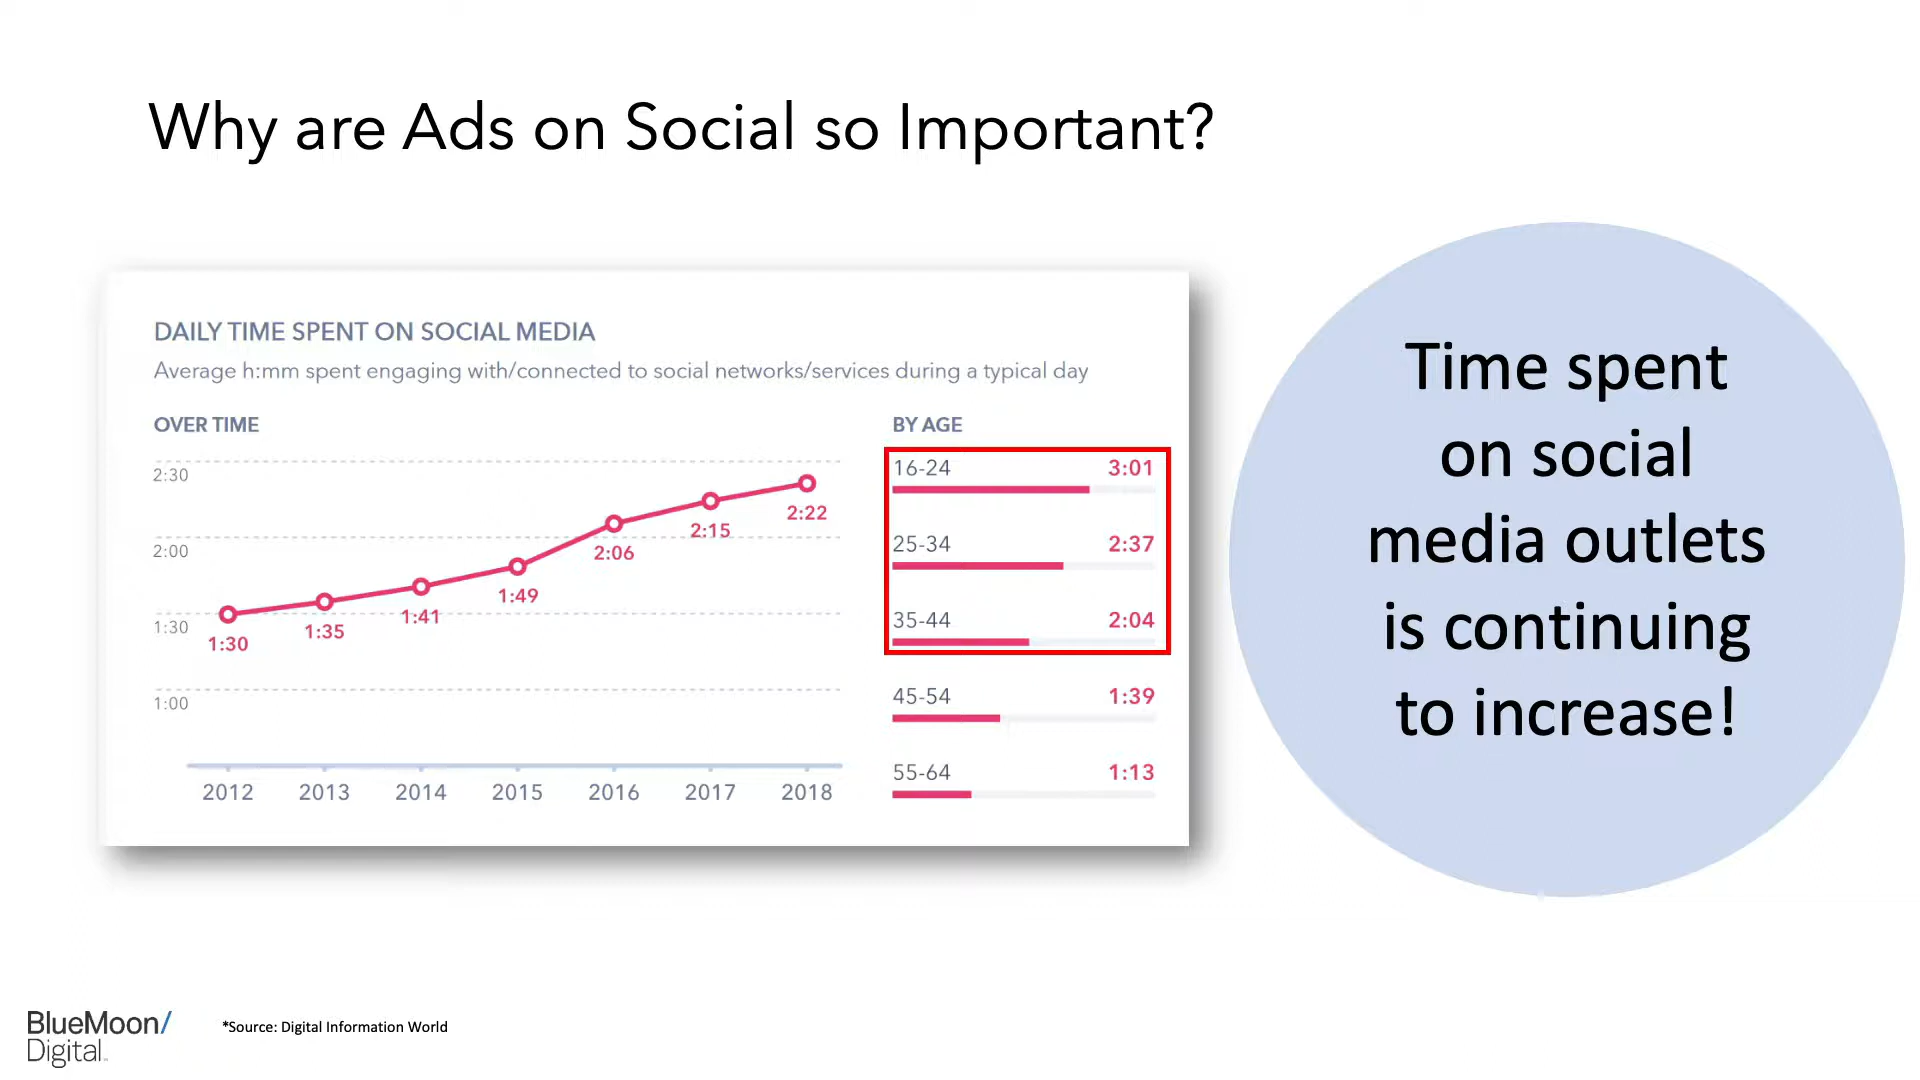 Why are Ads on Social so Important?
DAILY TIME SPENT ON SOCIAL MEDIA
Average h:mm spent engaging with/connected to social networks/services during a typical day
OVER TIME
2:30
2:00
1:30
1:00
1:30
1:35
1:41
1:49
2:06
2:15
2:22
2012 2013 2014 2015 2016 2017 2018
BY AGE
16-24 3:01
25-34 2:37
35-44 2:04
45-54 1:39
55-64 1:13
Time spent
on social
media outlets
is continuing
to increase!
BlueMoon/
Digital
*Source: Digital Information World